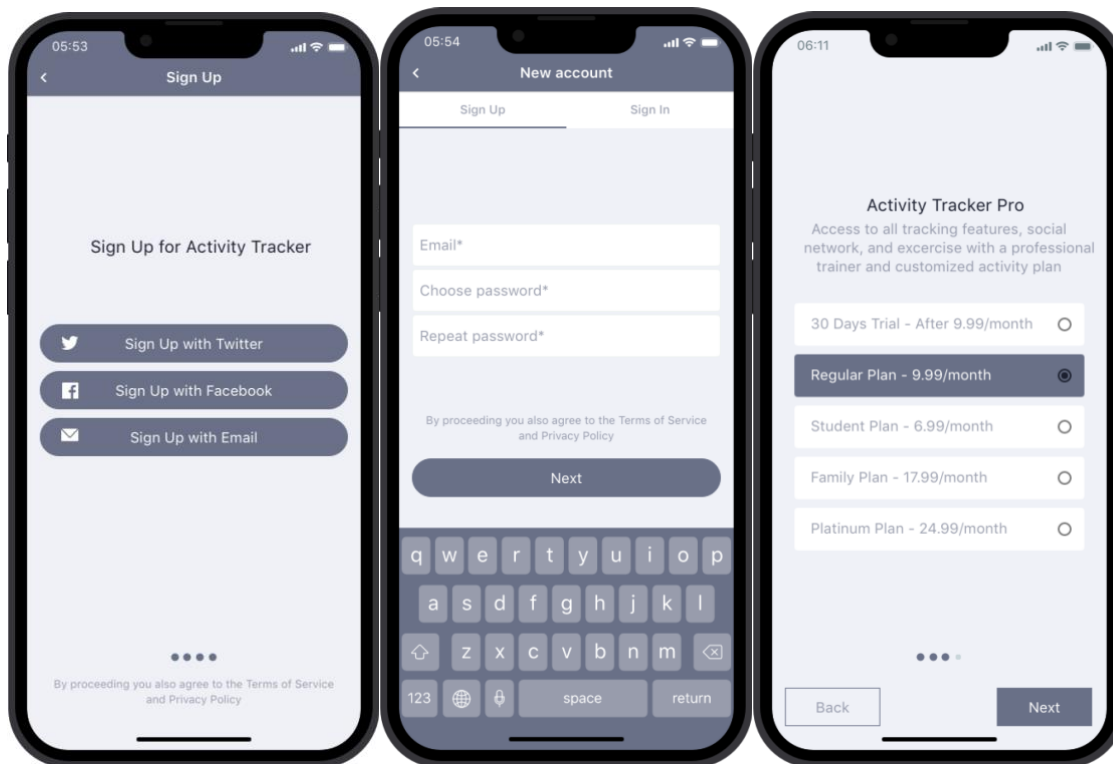 05:53
Sign Up
Sign Up for Activity Tracker
Sign Up with Twitter
Sign Up with Facebook
Sign Up with Email
By proceeding you also agree to the Terms of Service
and Privacy Policy
05:54
New account
Sign Up
Sign In
Email*
Choose password*
Repeat password*
By proceeding you also agree to the Terms of Service
and Privacy Policy
Next
q w e r t y u i o p
a s d f g h j k l
z x c v b n m
123 space return
06:11
Activity Tracker Pro
Access to all tracking features, social
network, and excercise with a professional
trainer and customized activity plan
30 Days Trial - After 9.99/month
Regular Plan - 9.99/month
Student Plan - 6.99/month
Family Plan - 17.99/month
Platinum Plan - 24.99/month
Back
Next